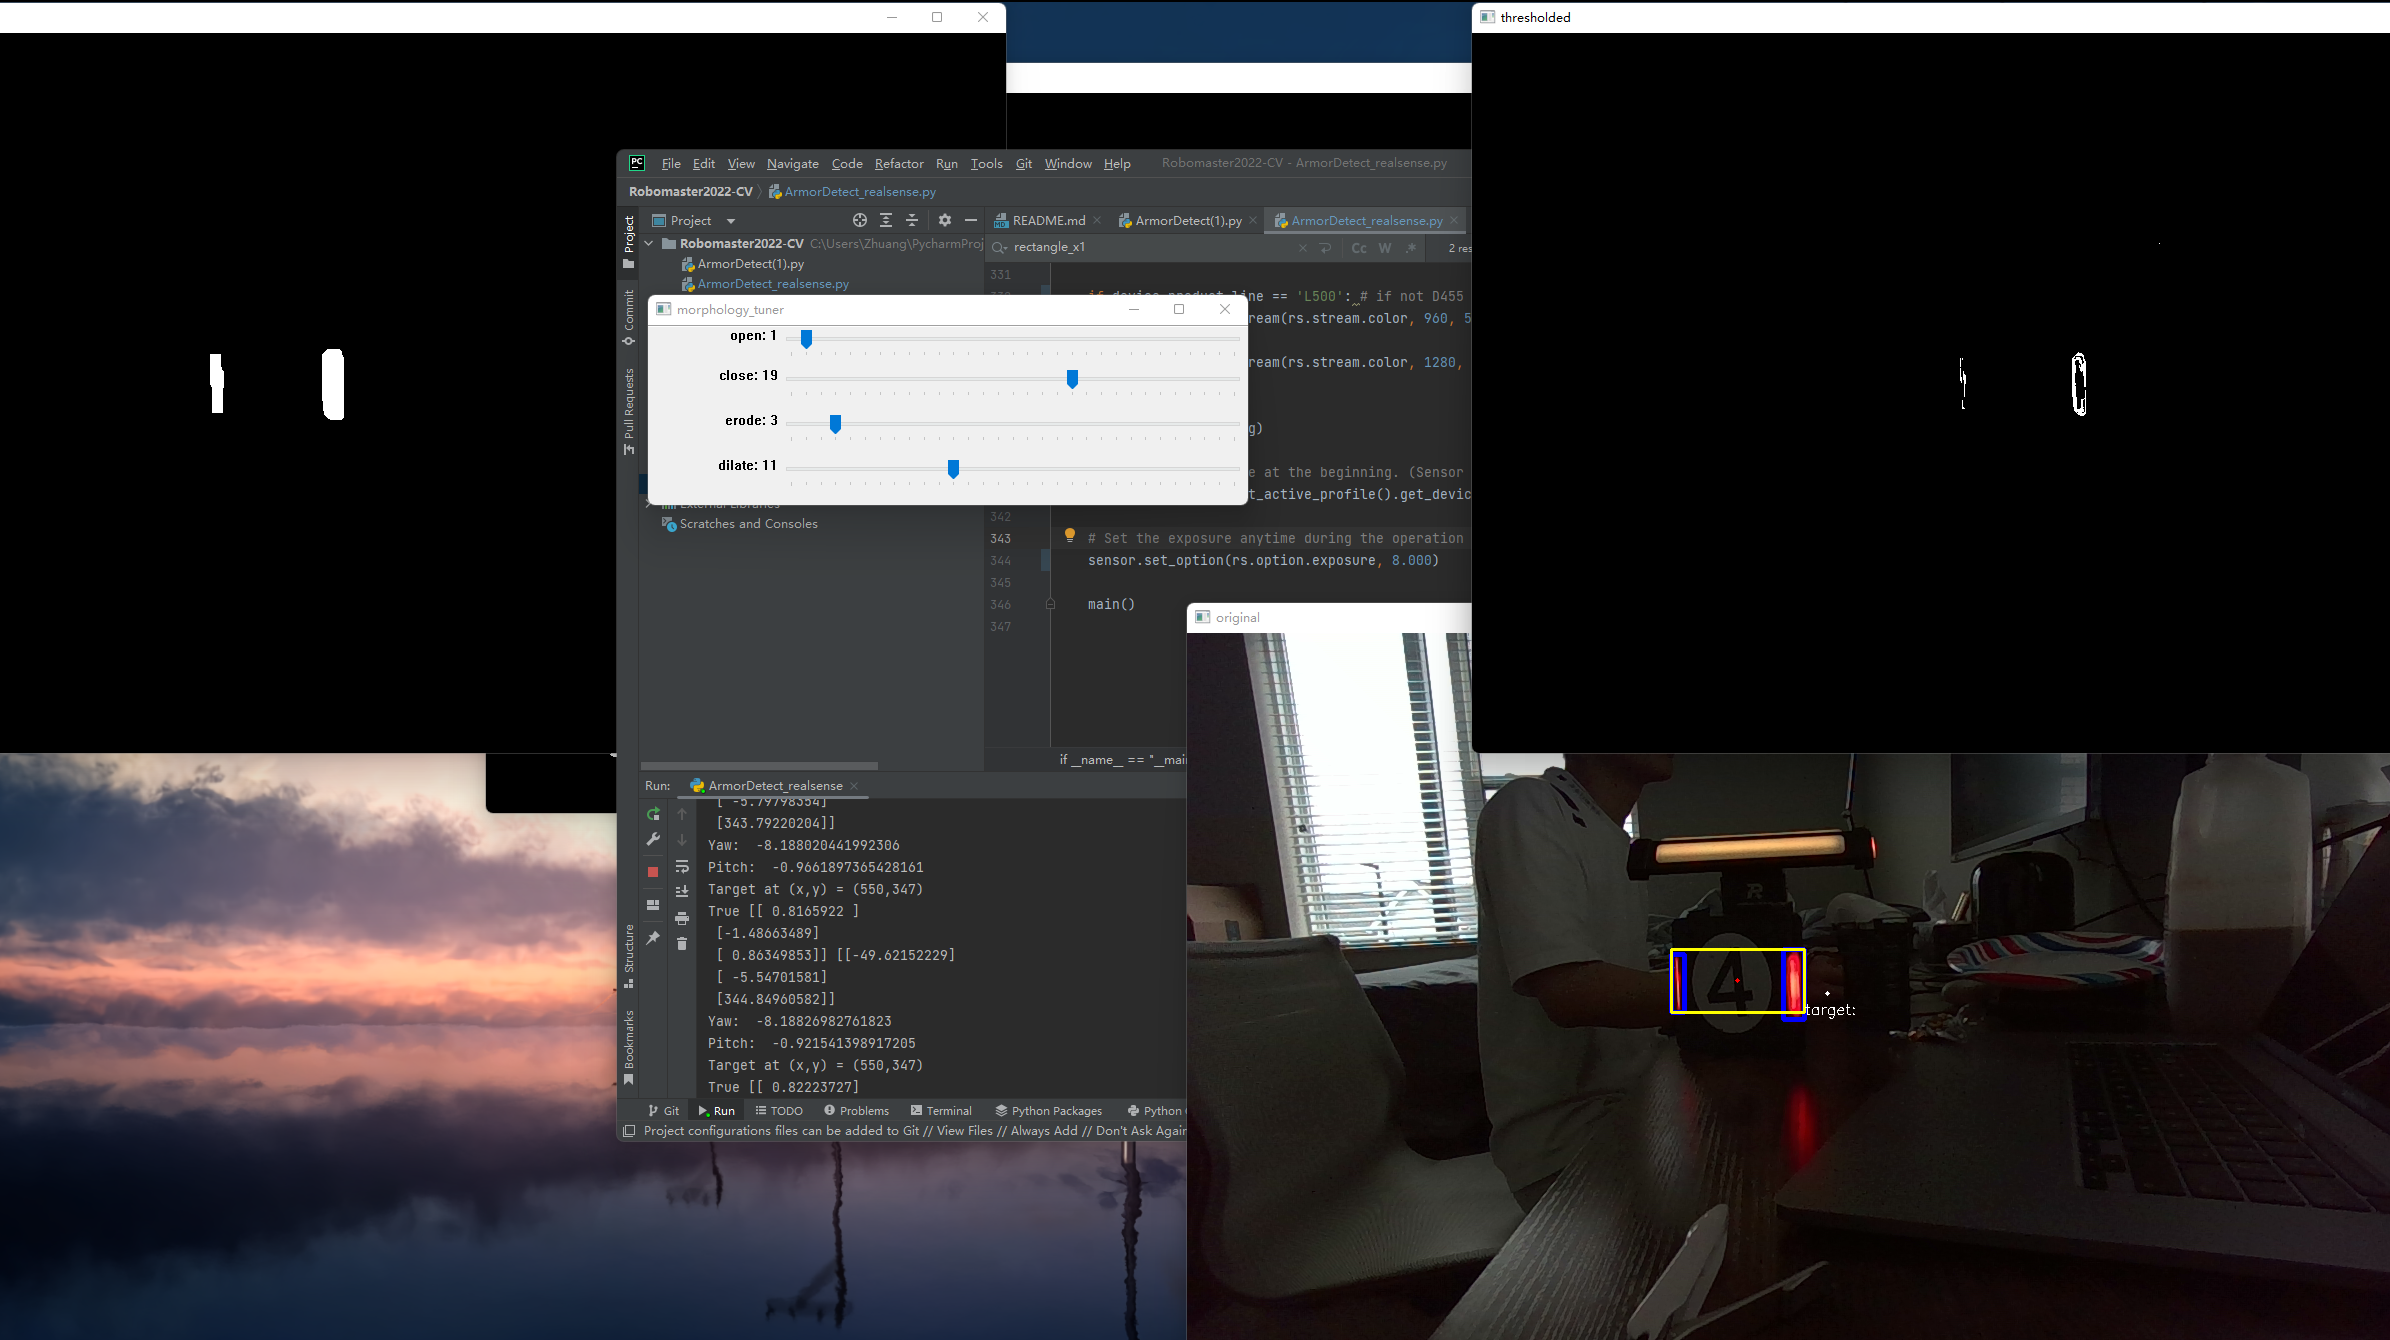 thresholded
File Edit View Navigate Code Refactor Run Tools Git Window Help Robomaster2022-CV - ArmorDetect_realsense.py
Robomaster2022-CV ArmorDetect_realsense.py
Project
Project
README.md ArmorDetect(1).py ArmorDetect_realsense.py
Robomaster2022-CV C:\Users\Zhuang\PycharmProj
rectangle_x1 Cc W .* 2 res
ArmorDetect(1).py
ArmorDetect_realsense.py
331
line == 'L500': # if not D455
Commit
morphology_tuner
open: 1
close: 19
erode: 3
dilate: 11
ream(rs.stream.color, 960, 5
ream(rs.stream.color, 1280,
g)
e at the beginning. (Sensor
t_active_profile().get_devic
Pull Requests
Scratches and Consoles
342
343 # Set the exposure anytime during the operation
344 sensor.set_option(rs.option.exposure, 8.000)
345
346 main()
347
original
if __name__ == "__mai
Run: ArmorDetect_realsense
[ -5.79798354]
[343.79220204]]
Yaw: -8.188020441992306
Pitch: -0.9661897365428161
Target at (x,y) = (550,347)
True [[ 0.8165922 ]
[-1.48663489]
[ 0.86349853]] [[-49.62152229]
[ -5.54701581]
[344.84960582]]
Yaw: -8.18826982761823
Pitch: -0.921541398917205
Target at (x,y) = (550,347)
True [[ 0.82223727]
Structure
Bookmarks
Git Run TODO Problems Terminal Python Packages Python
Project configurations files can be added to Git // View Files // Always Add // Don't Ask Again
R
4
target: